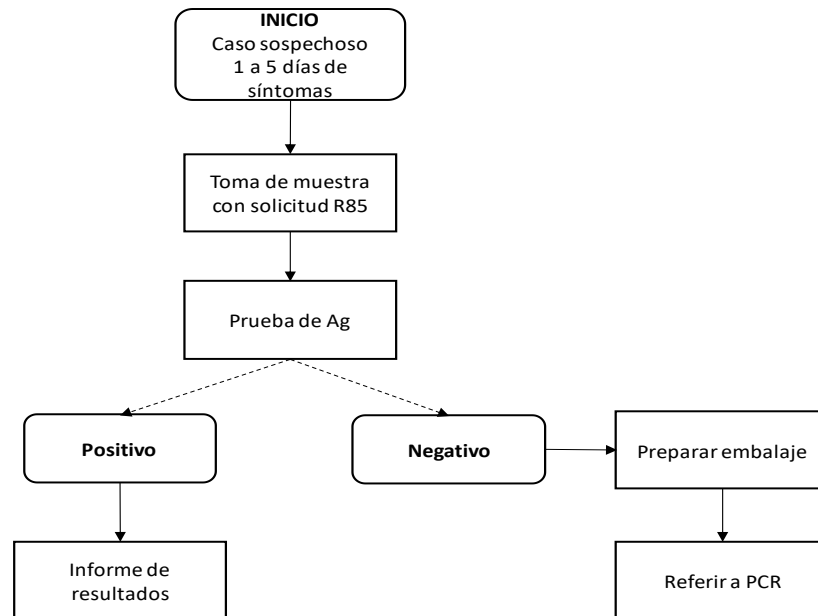 INICIO
Caso sospechoso
1 a 5 días de
síntomas
Toma de muestra
con solicitud R85
Prueba de Ag
Positivo
Negativo
Preparar embalaje
Informe de
resultados
Referir a PCR